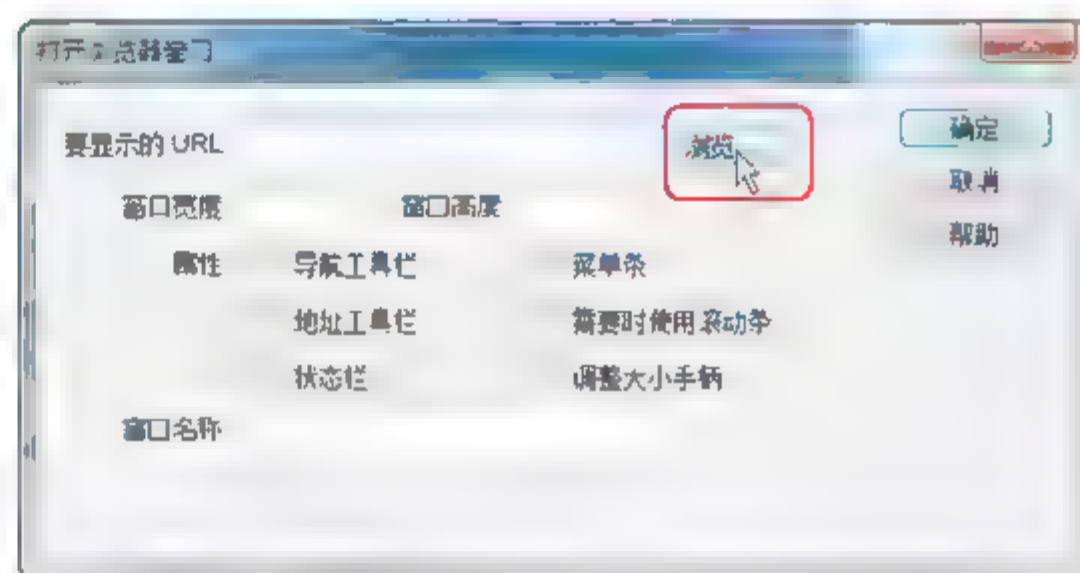 打开浏览器窗口
要显示的 URL 浏览 确定
取消
窗口宽度 窗口高度
帮助
属性 导航工具栏 菜单条
地址工具栏 需要时使用滚动条
状态栏 调整大小手柄
窗口名称